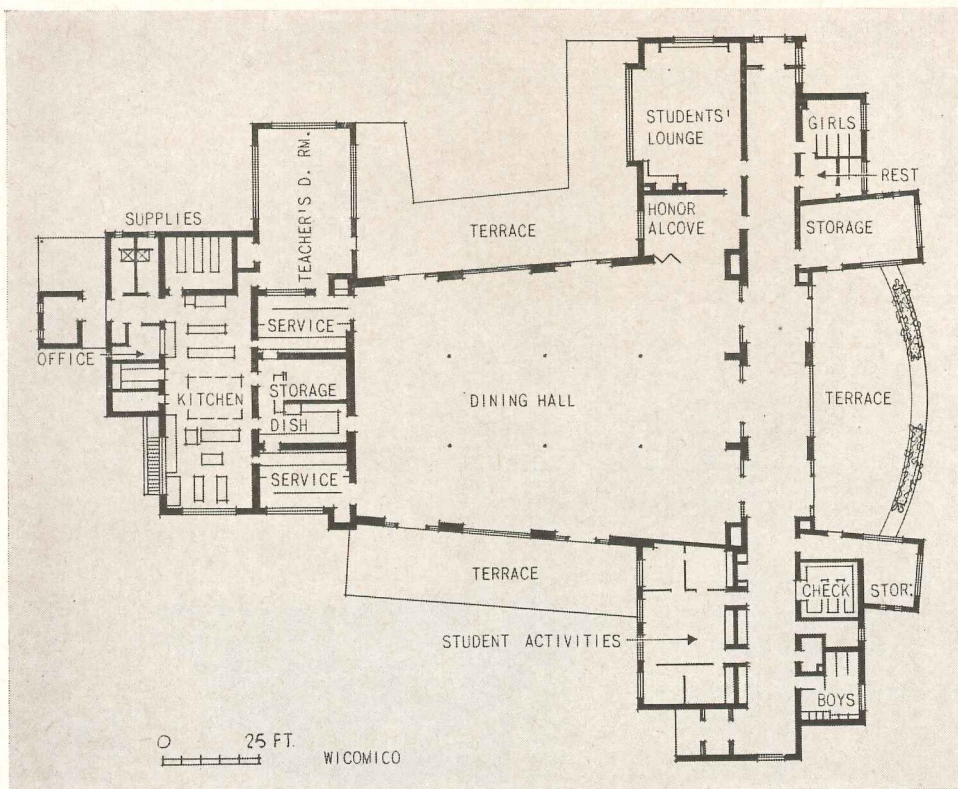 STUDENTS'
LOUNGE
GIRLS
REST
TEACHER'S D. RM.
SUPPLIES
HONOR
ALCOVE
STORAGE
TERRACE
SERVICE
OFFICE
STORAGE
KITCHEN
DINING HALL
TERRACE
DISH
SERVICE
TERRACE
CHECK
STOR.
STUDENT ACTIVITIES
BOYS
0 25 FT.
WICOMICO